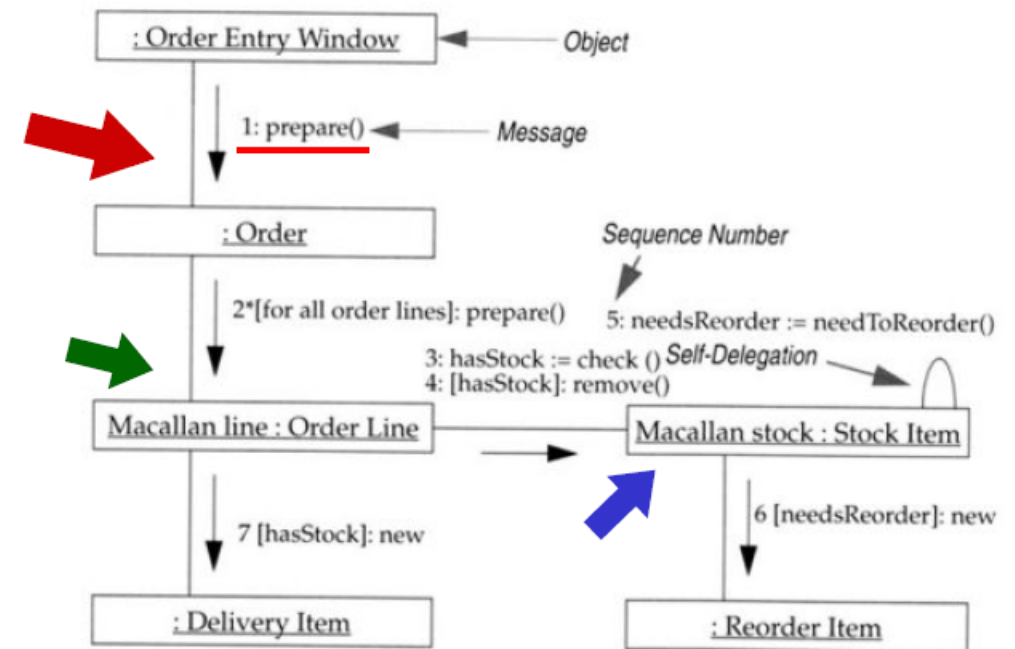 : Order Entry Window
Object
1: prepare()
Message
: Order
Sequence Number
2*[for all order lines]: prepare()
5: needsReorder := needToReorder()
3: hasStock := check ()
Self-Delegation
4: [hasStock]: remove()
Macallan line : Order Line
Macallan stock : Stock Item
7 [hasStock]: new
6 [needsReorder]: new
: Delivery Item
: Reorder Item